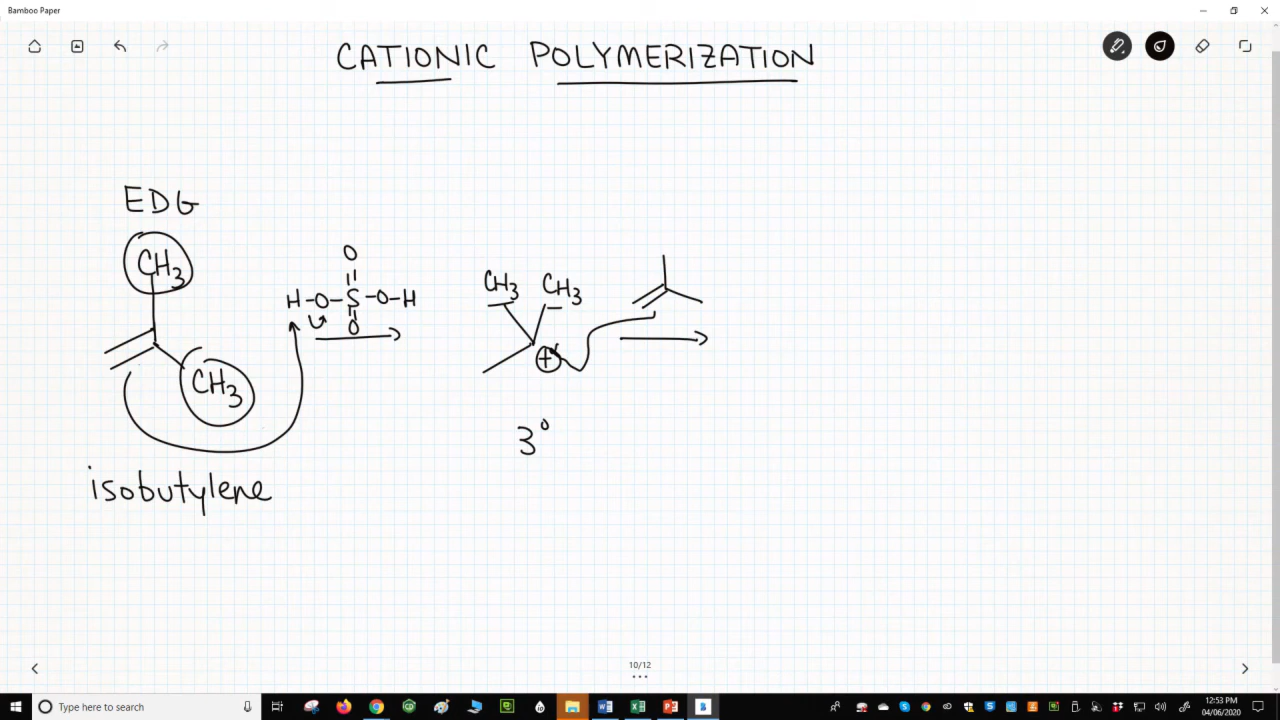 Bamboo Paper
CATIONIC POLYMERIZATION
EDG
CH3
CH3
isobutylene
O
H-O-S-O-H
O
CH3 CH3
+
3°
10/12
Type here to search
12:53 PM
04/06/2020